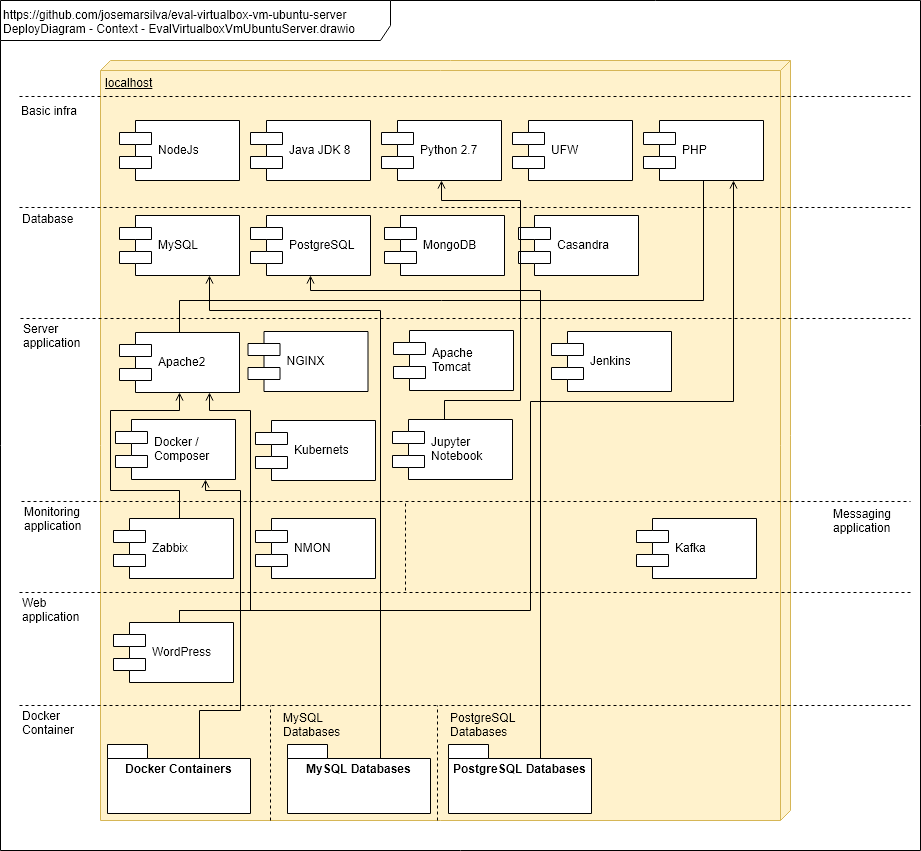 https://github.com/josemarsilva/eval-virtualbox-vm-ubuntu-server
DeployDiagram - Context - EvalVirtualboxVmUbuntuServer.drawio
localhost
Basic infra
NodeJs
Java JDK 8
Python 2.7
UFW
PHP
Database
MySQL
PostgreSQL
MongoDB
Casandra
Server
application
Apache2
NGINX
Apache
Tomcat
Jenkins
Docker /
Composer
Kubernets
Jupyter
Notebook
Monitoring
application
Zabbix
NMON
Kafka
Messaging
application
Web
application
WordPress
Docker
Container
MySQL
Databases
PostgreSQL
Databases
Docker Containers
MySQL Databases
PostgreSQL Databases